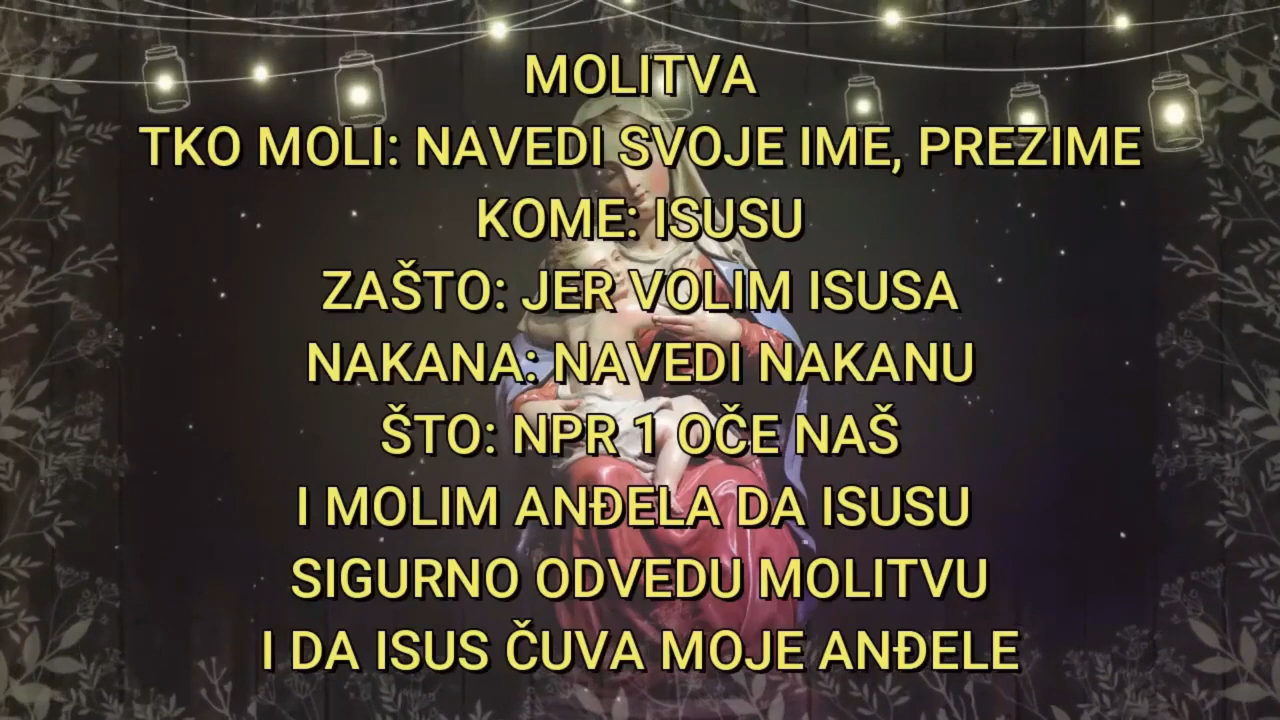 MOLITVA
TKO MOLI: NAVEDI SVOJE IME, PREZIME
KOME: ISUSU
ZAŠTO: JER VOLIM ISUSA
NAKANA: NAVEDI NAKANU
ŠTO: NPR 1 OČE NAŠ
I MOLIM ANĐELA DA ISUSU
SIGURNO ODVEDU MOLITVU
I DA ISUS ČUVA MOJE ANĐELE